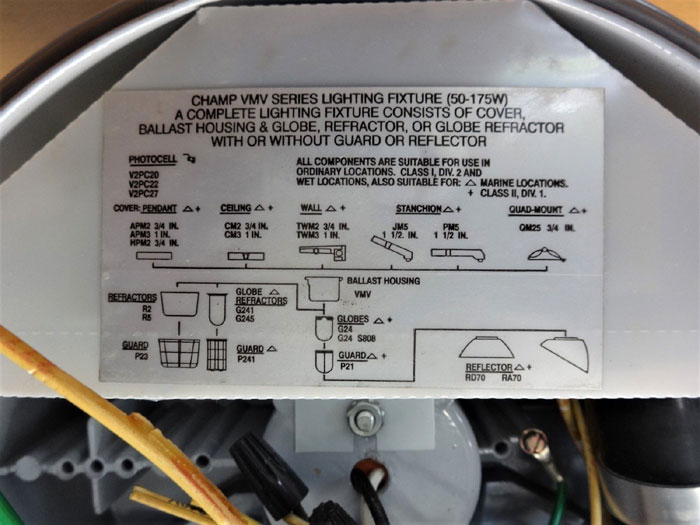 CHAMP VMV SERIES LIGHTING FIXTURE (50-175W)
A COMPLETE LIGHTING FIXTURE CONSISTS OF COVER,
BALLAST HOUSING & GLOBE, REFRACTOR, OR GLOBE REFRACTOR
WITH OR WITHOUT GUARD OR REFLECTOR
PHOTOCELL
V2PC20
V2PC22
V2PC27
ALL COMPONENTS ARE SUITABLE FOR USE IN
ORDINARY LOCATIONS. CLASS I, DIV. 2 AND
WET LOCATIONS, ALSO SUITABLE FOR: △ MARINE LOCATIONS.
+ CLASS II, DIV. 1.
COVER: PENDANT △ +
APM2 3/4 IN.
APM3 1 IN.
HPM2 3/4 IN.
CEILING △ +
CM2 3/4 IN.
CM3 1 IN.
WALL △ +
TWM2 3/4 IN.
TWM3 1 IN.
STANCHION △ +
JM5
1 1/2 IN.
PM5
1 1/2 IN.
QUAD-MOUNT △ +
QM25 3/4 IN.
BALLAST HOUSING
VMV
REFRACTORS
R2
R5
GLOBE △
REFRACTORS
G241
G245
GLOBES △ +
G24
G24 S808
GUARD
P23
GUARD △
P241
GUARD △ +
P21
REFLECTOR △ +
RD70 RA70